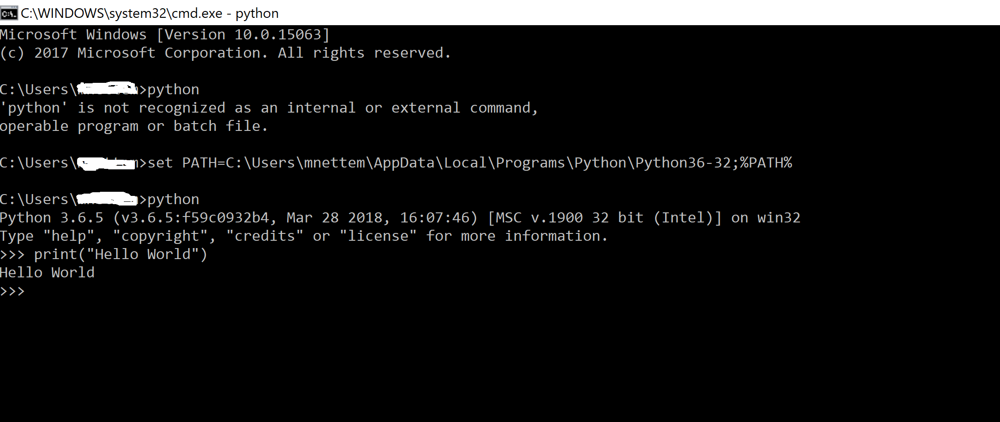 C:\WINDOWS\system32\cmd.exe - python
Microsoft Windows [Version 10.0.15063]
(c) 2017 Microsoft Corporation. All rights reserved.
C:\Users\>python
'python' is not recognized as an internal or external command,
operable program or batch file.
C:\Users\>set PATH=C:\Users\mnettem\AppData\Local\Programs\Python\Python36-32;%PATH%
C:\Users\>python
Python 3.6.5 (v3.6.5:f59c0932b4, Mar 28 2018, 16:07:46) [MSC v.1900 32 bit (Intel)] on win32
Type "help", "copyright", "credits" or "license" for more information.
>>> print("Hello World")
Hello World
>>>